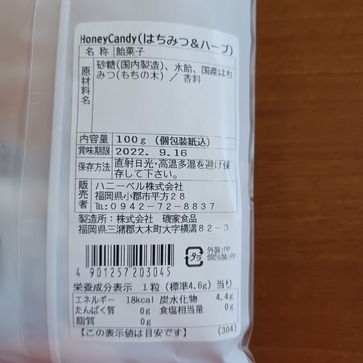 HoneyCandy(はちみつ&ハーブ)
名 称 飴菓子
原材料名 砂糖(国内製造)、水飴、国産はち
みつ(もちの木) / 香料
内容量 100g (個包装紙込)
賞味期限 2022. 9.16
保存方法 直射日光・高温多湿を避け保
存して下さい。
販売者 ハニーベル株式会社
福岡県小郡市平方28
TEL 0942-72-8837
製造所:株式会社 磯家食品
福岡県三潴郡大木町大字横溝82-3
プラ
外装:PP
個包装:PP
4901257203045
栄養成分表示 1粒(標準4.6g)当り
エネルギー 18kcal 炭水化物 4.4g
たんぱく質 0g 食塩相当量 0g
脂質 0g
【この表示値は目安です】 (304)